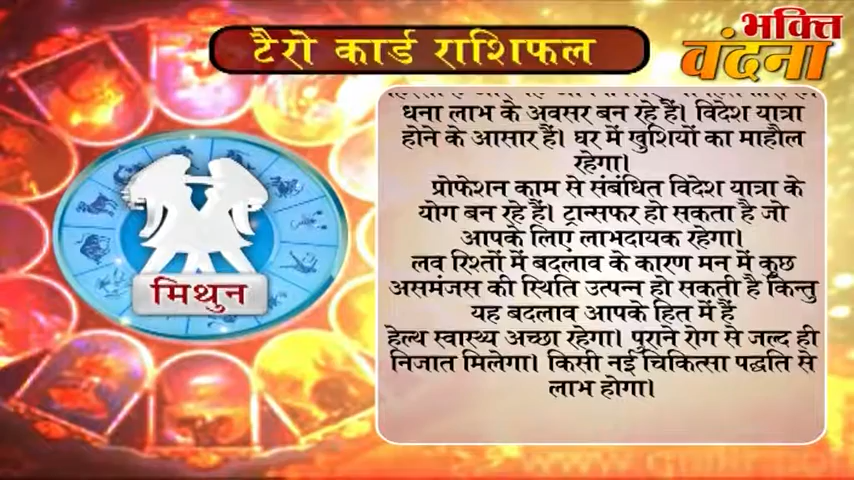 टैरो कार्ड राशिफल
भक्ति
वंदना
धना लाभ के अवसर बन रहे हैं। विदेश यात्रा
होने के आसार हैं। घर में खुशियों का माहौल
रहेगा।
प्रोफेशन काम से संबंधित विदेश यात्रा के
योग बन रहे हैं। ट्रान्सफर हो सकता है जो
आपके लिए लाभदायक रहेगा।
लव रिश्तों में बदलाव के कारण मन में कुछ
असमंजस की स्थिति उत्पन्न हो सकती है किन्तु
यह बदलाव आपके हित में हैं
हेल्थ स्वास्थ्य अच्छा रहेगा। पुराने रोग से जल्द ही
निजात मिलेगा। किसी नई चिकित्सा पद्धति से
लाभ होगा।
मिथुन